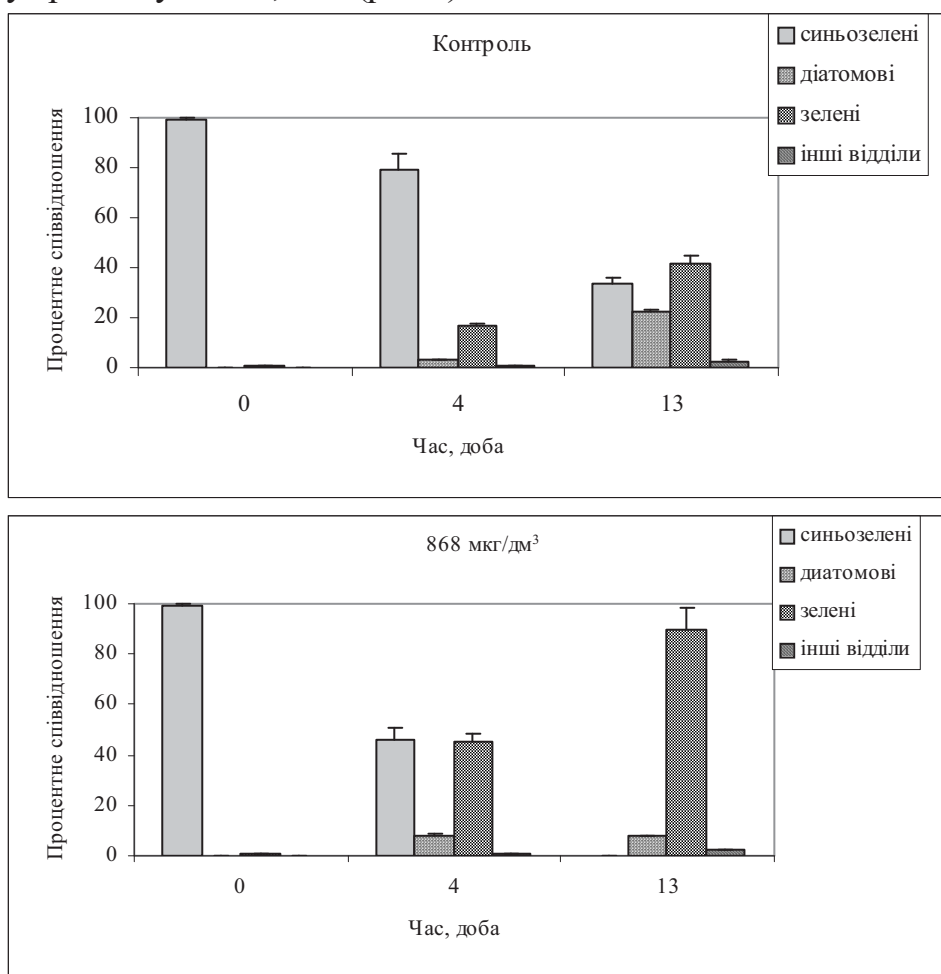 Контроль
синьозелені
діатомові
зелені
інші відділи
Процентне співвідношення
100
80
60
40
20
0
0 4 13
Час, доба
868 мкг/дм³
синьозелені
диатомові
зелені
інші відділи
Процентне співвідношення
100
80
60
40
20
0
0 4 13
Час, доба